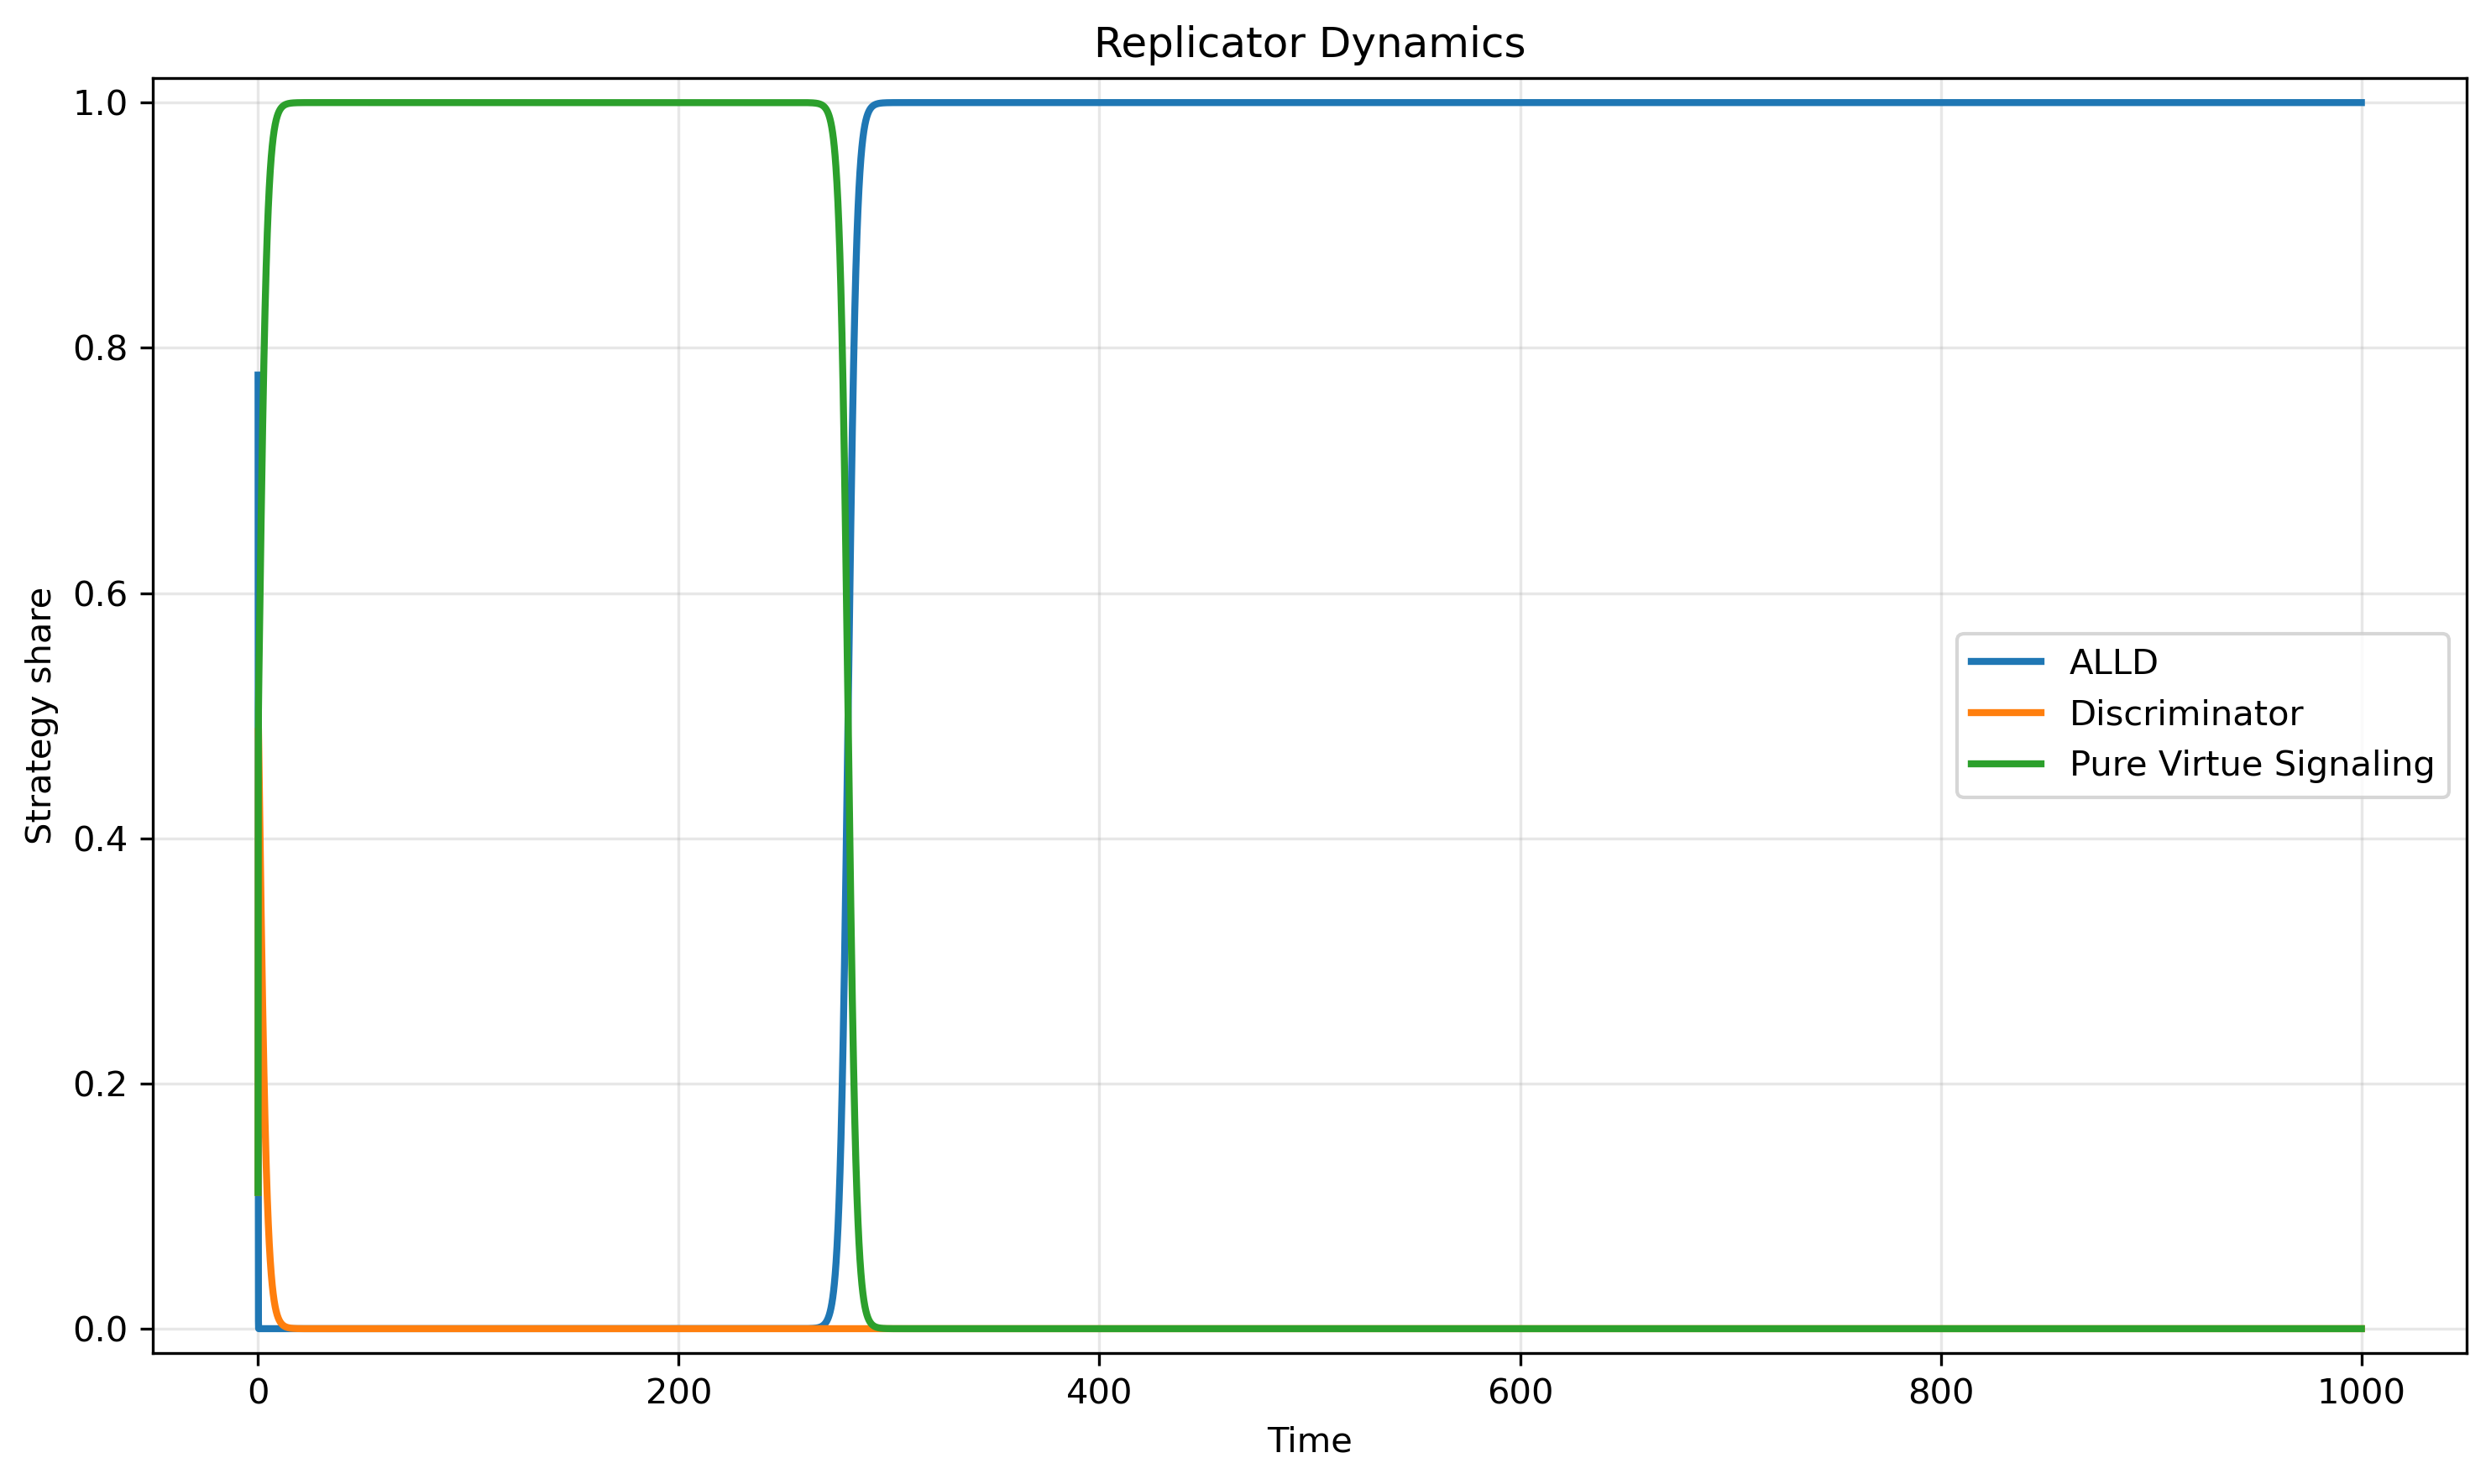 Replicator Dynamics
Strategy share
1.0
0.8
0.6
0.4
0.2
0.0
ALLD
Discriminator
Pure Virtue Signaling
0
200
400
600
800
1000
Time